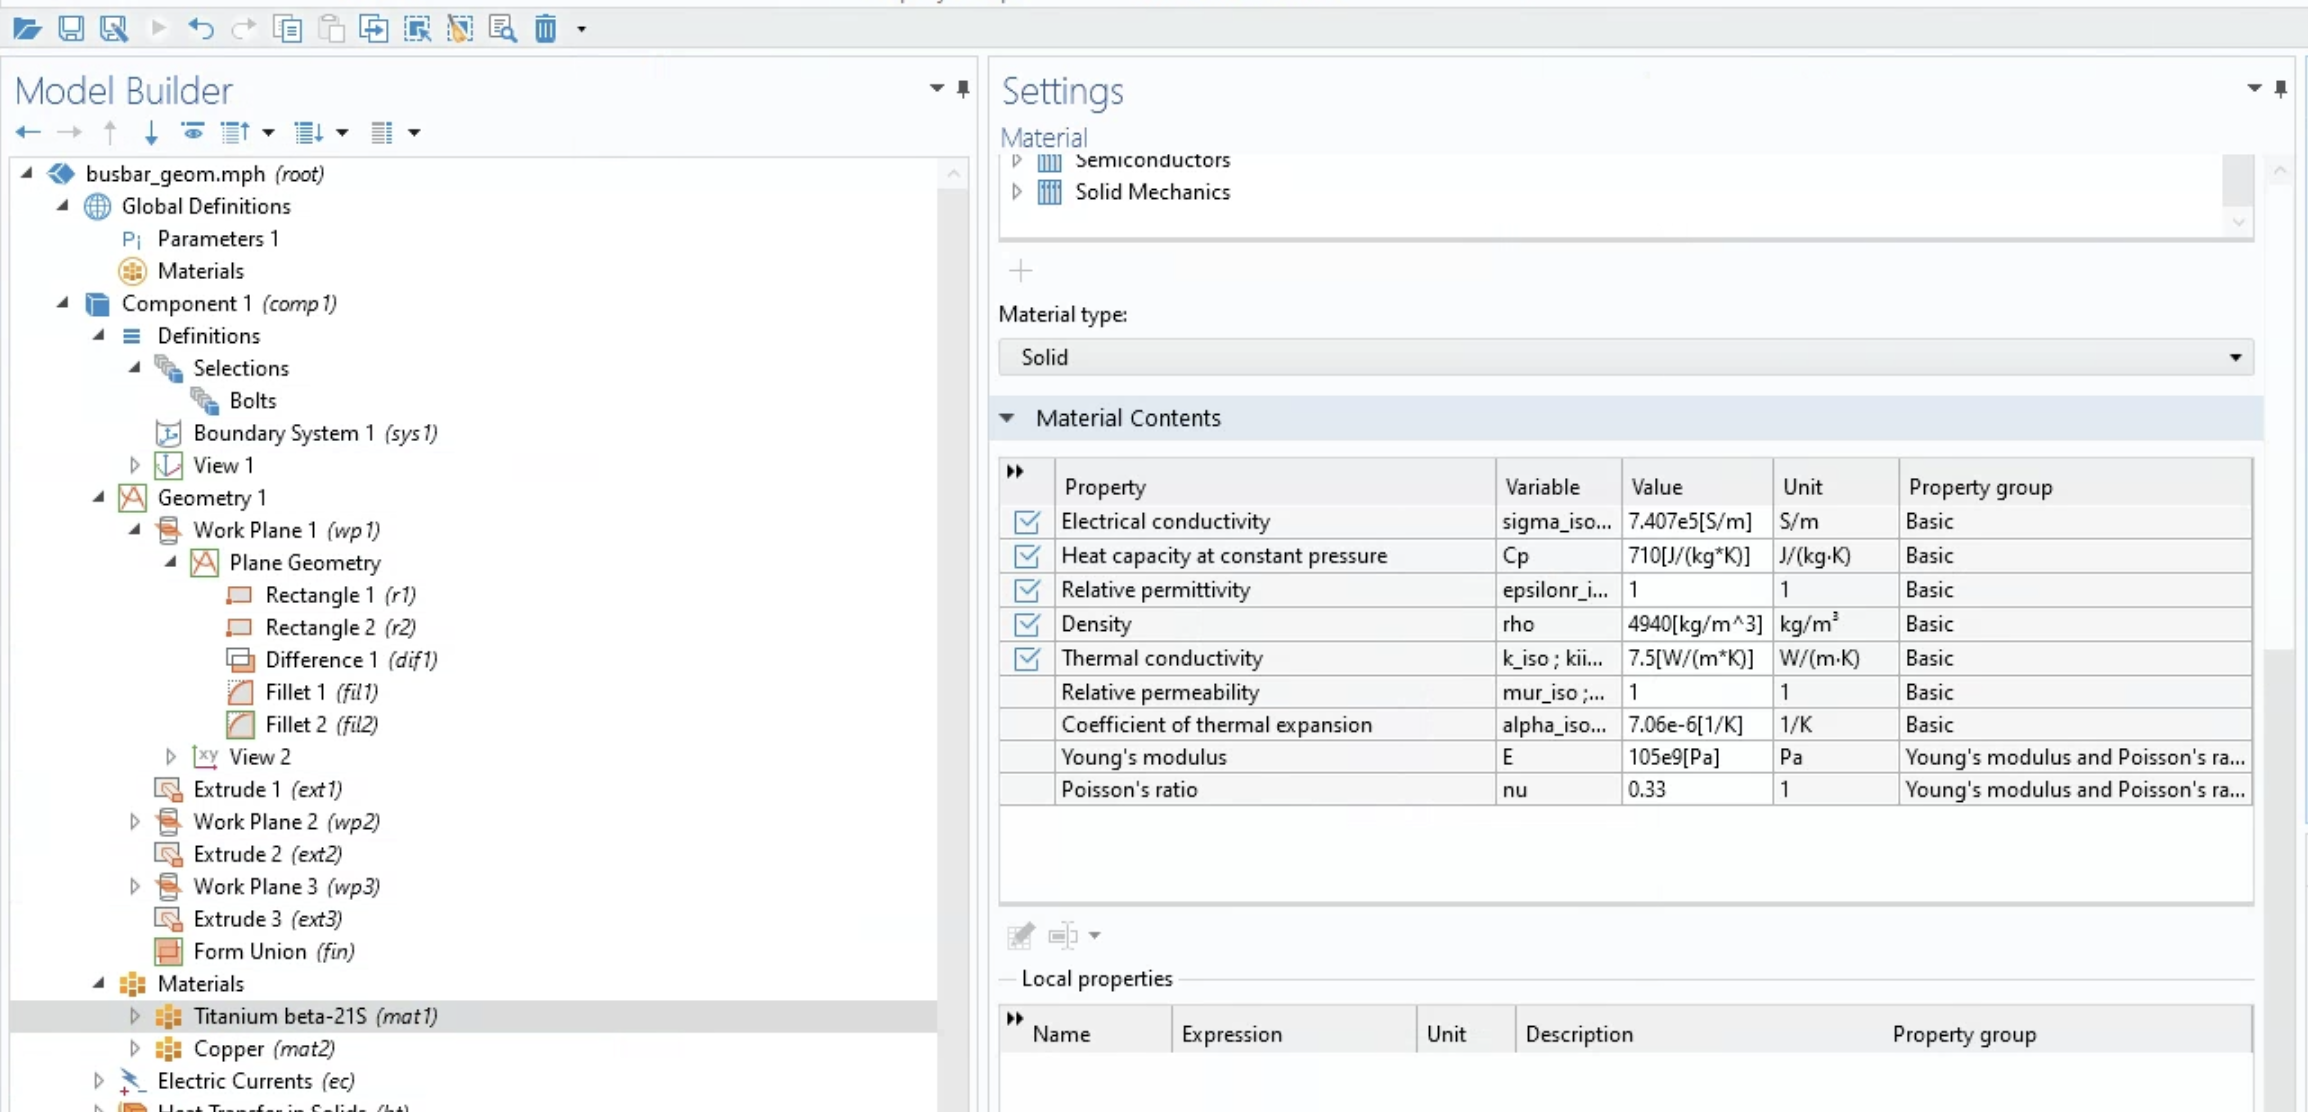 Model Builder
busbar_geom.mph (root)
Global Definitions
Pi Parameters 1
Materials
Component 1 (comp1)
Definitions
Selections
Bolts
Boundary System 1 (sys1)
View 1
Geometry 1
Work Plane 1 (wp1)
Plane Geometry
Rectangle 1 (r1)
Rectangle 2 (r2)
Difference 1 (dif1)
Fillet 1 (fil1)
Fillet 2 (fil2)
xy View 2
Extrude 1 (ext1)
Work Plane 2 (wp2)
Extrude 2 (ext2)
Work Plane 3 (wp3)
Extrude 3 (ext3)
Form Union (fin)
Materials
Titanium beta-21S (mat1)
Copper (mat2)
Electric Currents (ec)
Heat Transfer in Solids (ht)
Settings
Material
Semiconductors
Solid Mechanics
Material type:
Solid
Material Contents
Property Variable Value Unit Property group
Electrical conductivity sigma_iso... 7.407e5[S/m] S/m Basic
Heat capacity at constant pressure Cp 710[J/(kg*K)] J/(kg·K) Basic
Relative permittivity epsilonr_i... 1 1 Basic
Density rho 4940[kg/m^3] kg/m³ Basic
Thermal conductivity k_iso ; kii... 7.5[W/(m*K)] W/(m·K) Basic
Relative permeability mur_iso ;... 1 1 Basic
Coefficient of thermal expansion alpha_iso... 7.06e-6[1/K] 1/K Basic
Young's modulus E 105e9[Pa] Pa Young's modulus and Poisson's ra...
Poisson's ratio nu 0.33 1 Young's modulus and Poisson's ra...
Local properties
Name Expression Unit Description Property group